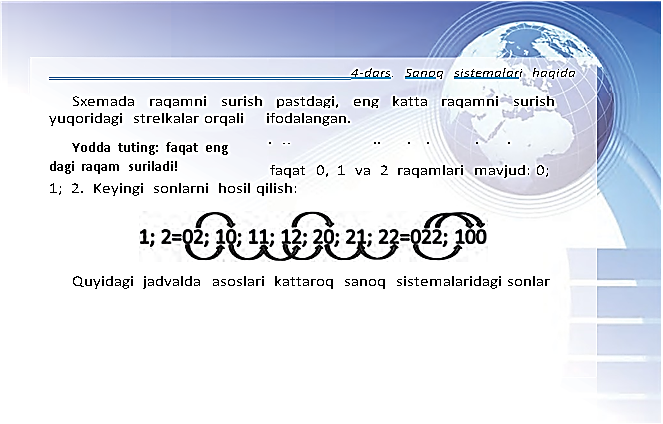 4-dars. Sanoq sistemalari haqida
Sxemada raqamni surish pastdagi, eng katta raqamni surish
yuqoridagi strelkalar orqali ifodalangan.
Yodda tuting: faqat eng
dagi raqam suriladi!
faqat 0, 1 va 2 raqamlari mavjud: 0;
1; 2. Keyingi sonlarni hosil qilish:
1; 2=02; 10; 11; 12; 20; 21; 22=022; 100
Quyidagi jadvalda asoslari kattaroq sanoq sistemalaridagi sonlar